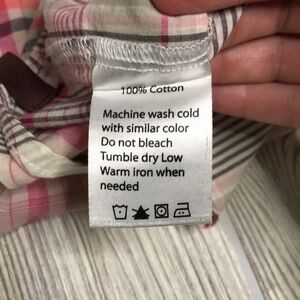 100% Cotton
Machine wash cold
with similar color
Do not bleach
Tumble dry Low
Warm iron when
needed